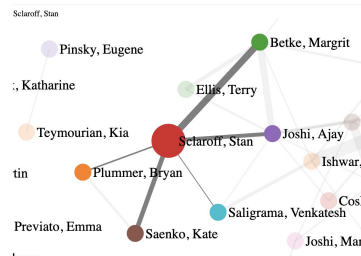 Sclaroff, Stan
Betke, Margrit
Pinsky, Eugene
:, Katharine
Ellis, Terry
Teymourian, Kia
Sclaroff, Stan
Joshi, Ajay
Ishwar,
tin
Plummer, Bryan
Cos
Saligrama, Venkatesh
Previato, Emma
Saenko, Kate
Joshi, Mar